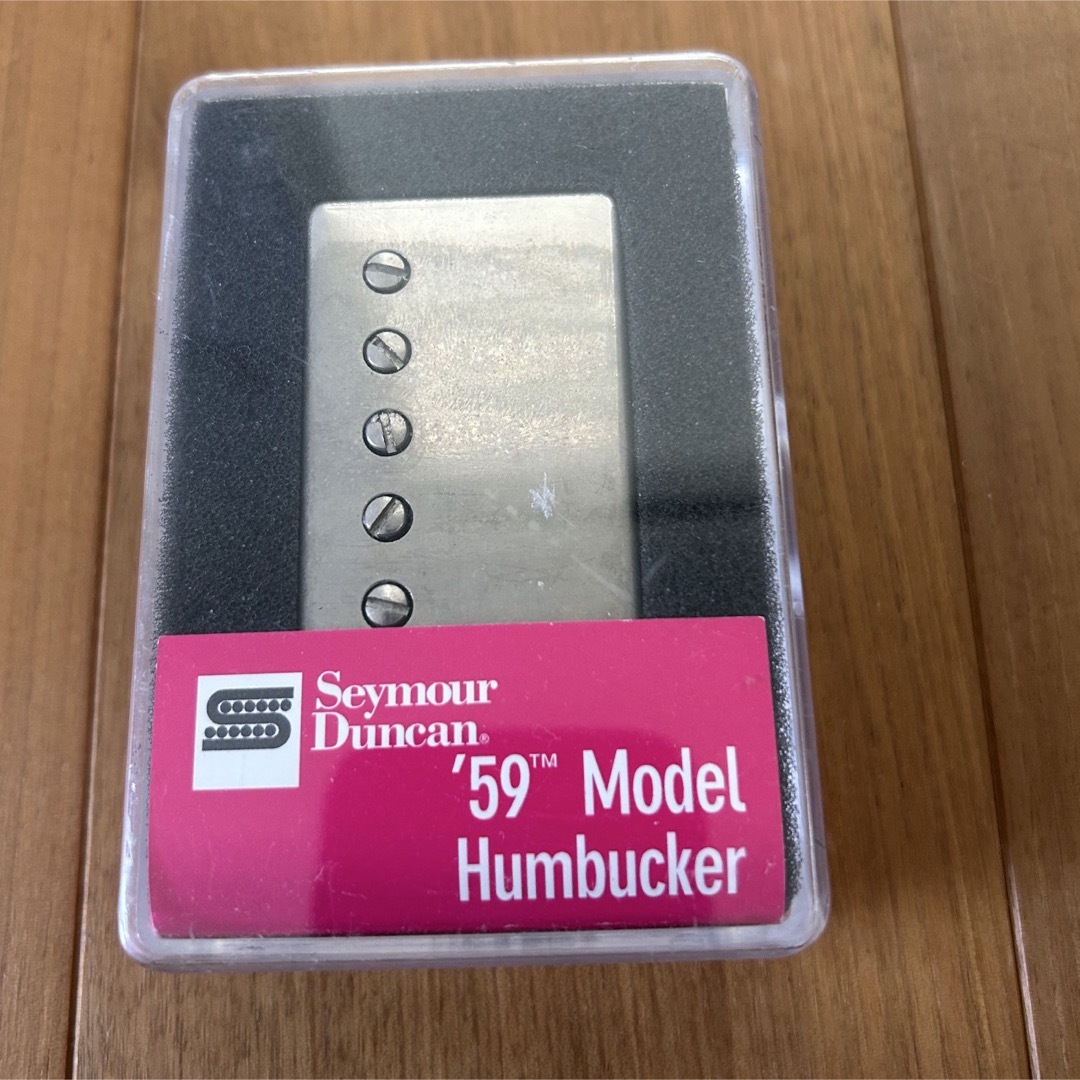 Seymour
Duncan®
'59™ Model
Humbucker